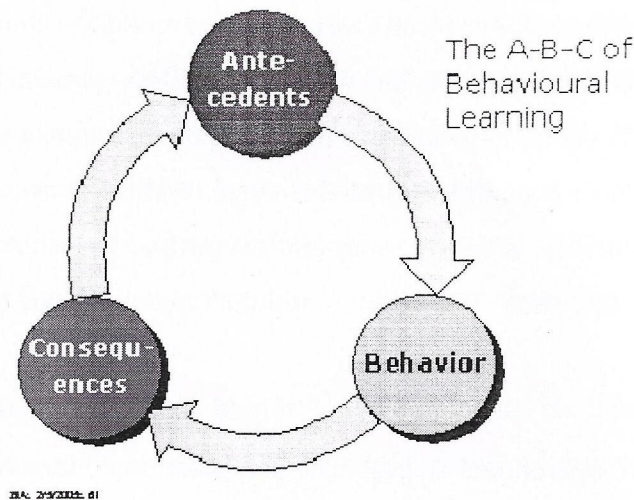 Ante-
cedents
The A-B-C of
Behavioural
Learning
Consequ-
ences
Behavior